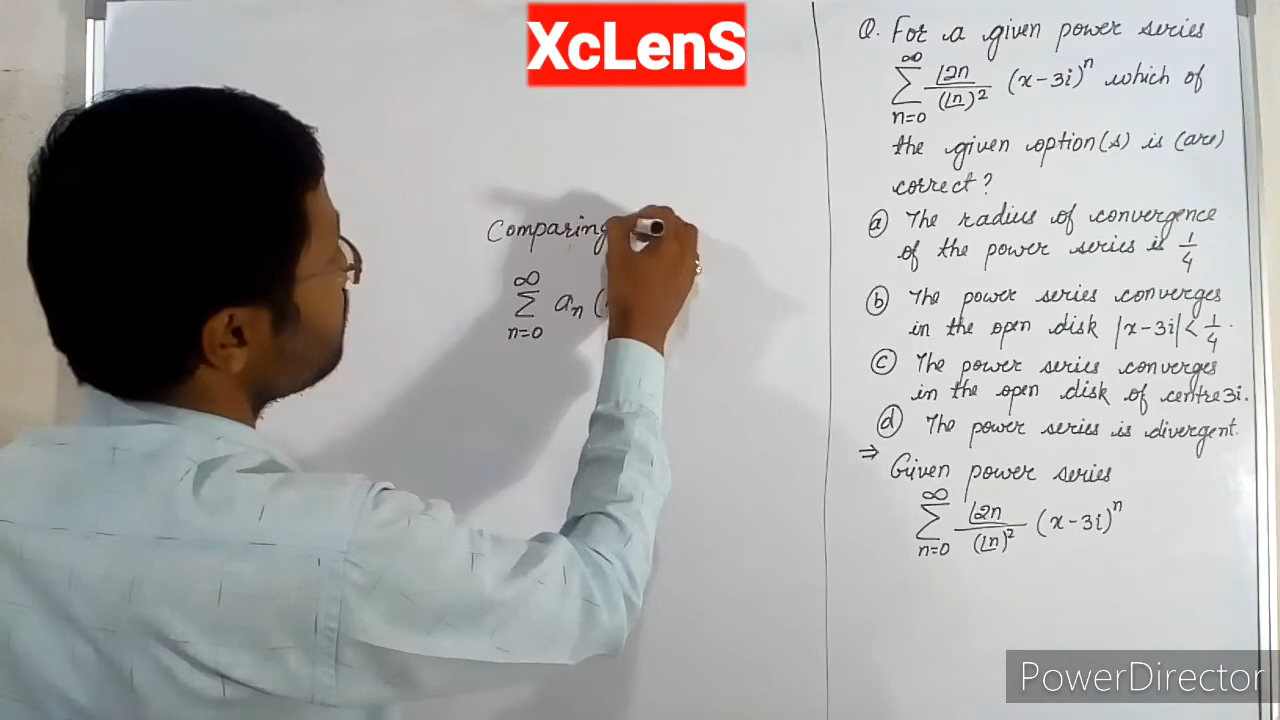 XcLenS
Comparing
∞
Σ aₙ (
n=0
Q. For a given power series
∞
Σ ⌊2n / (⌊n)² (x-3i)ⁿ which of
n=0
the given option(s) is (are)
correct?
ⓐ The radius of convergence
of the power series is 1/4
ⓑ The power series converges
in the open disk |x-3i| < 1/4.
ⓒ The power series converges
in the open disk of centre 3i.
ⓓ The power series is divergent.
⇒ Given power series
∞
Σ ⌊2n / (⌊n)² (x-3i)ⁿ
n=0
PowerDirector